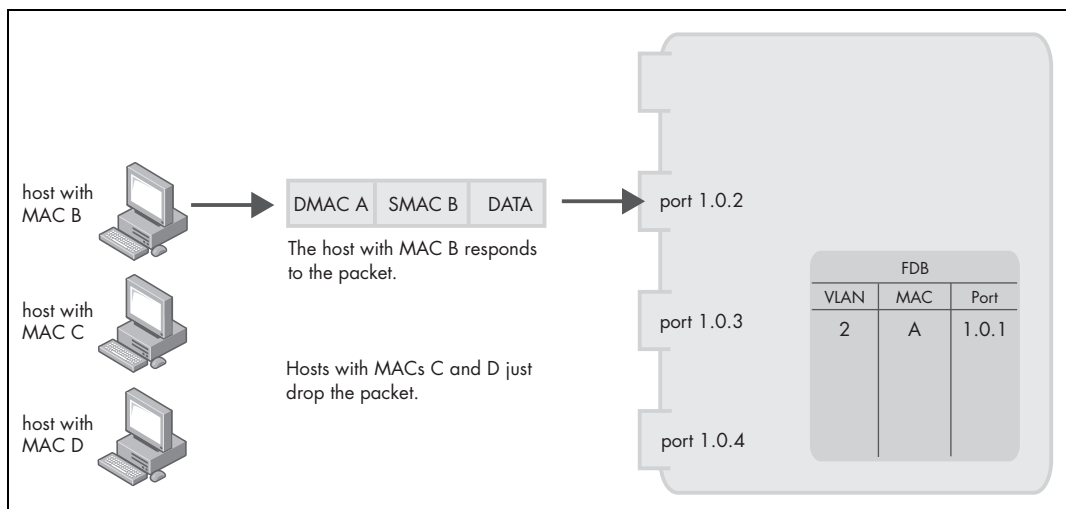 host with
MAC B
DMAC A SMAC B DATA
The host with MAC B responds
to the packet.
port 1.0.2
host with
MAC C
Hosts with MACs C and D just
drop the packet.
port 1.0.3
host with
MAC D
port 1.0.4
FDB
VLAN MAC Port
2 A 1.0.1